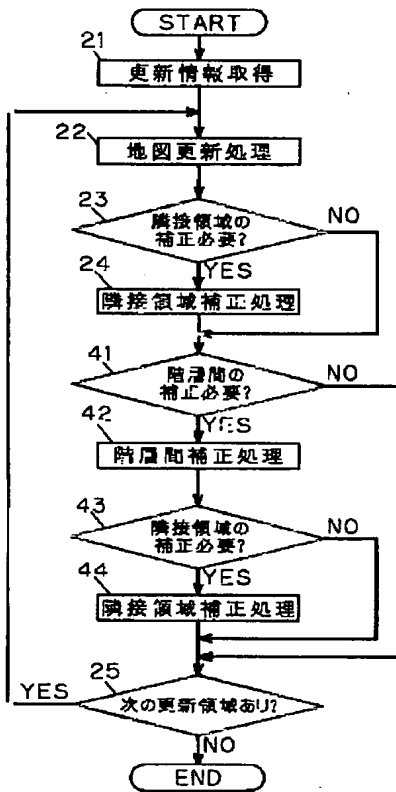 START
21
更新情報取得
22
地図更新処理
23
隣接領域の
補正必要?
NO
YES
24
隣接領域補正処理
41
階層間の
補正必要?
NO
YES
42
階層間補正処理
43
隣接領域の
補正必要?
NO
YES
44
隣接領域補正処理
25
YES
次の更新領域あり?
NO
END